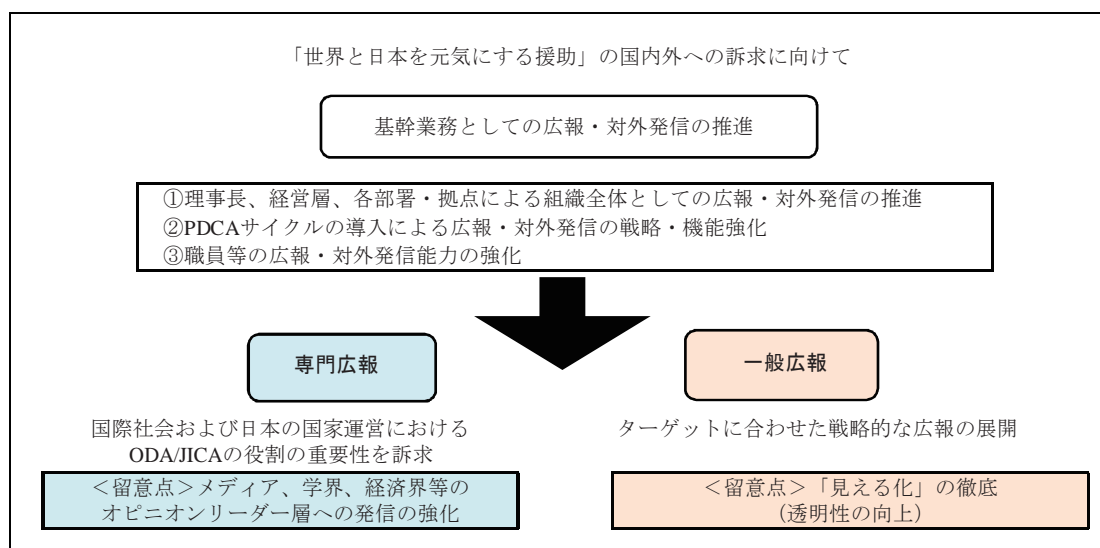 「世界と日本を元気にする援助」の国内外への訴求に向けて
基幹業務としての広報・対外発信の推進
①理事長、経営層、各部署・拠点による組織全体としての広報・対外発信の推進
②PDCAサイクルの導入による広報・対外発信の戦略・機能強化
③職員等の広報・対外発信能力の強化
専門広報
国際社会および日本の国家運営における
ODA/JICAの役割の重要性を訴求
＜留意点＞メディア、学界、経済界等の
オピニオンリーダー層への発信の強化
一般広報
ターゲットに合わせた戦略的な広報の展開
＜留意点＞「見える化」の徹底
(透明性の向上)